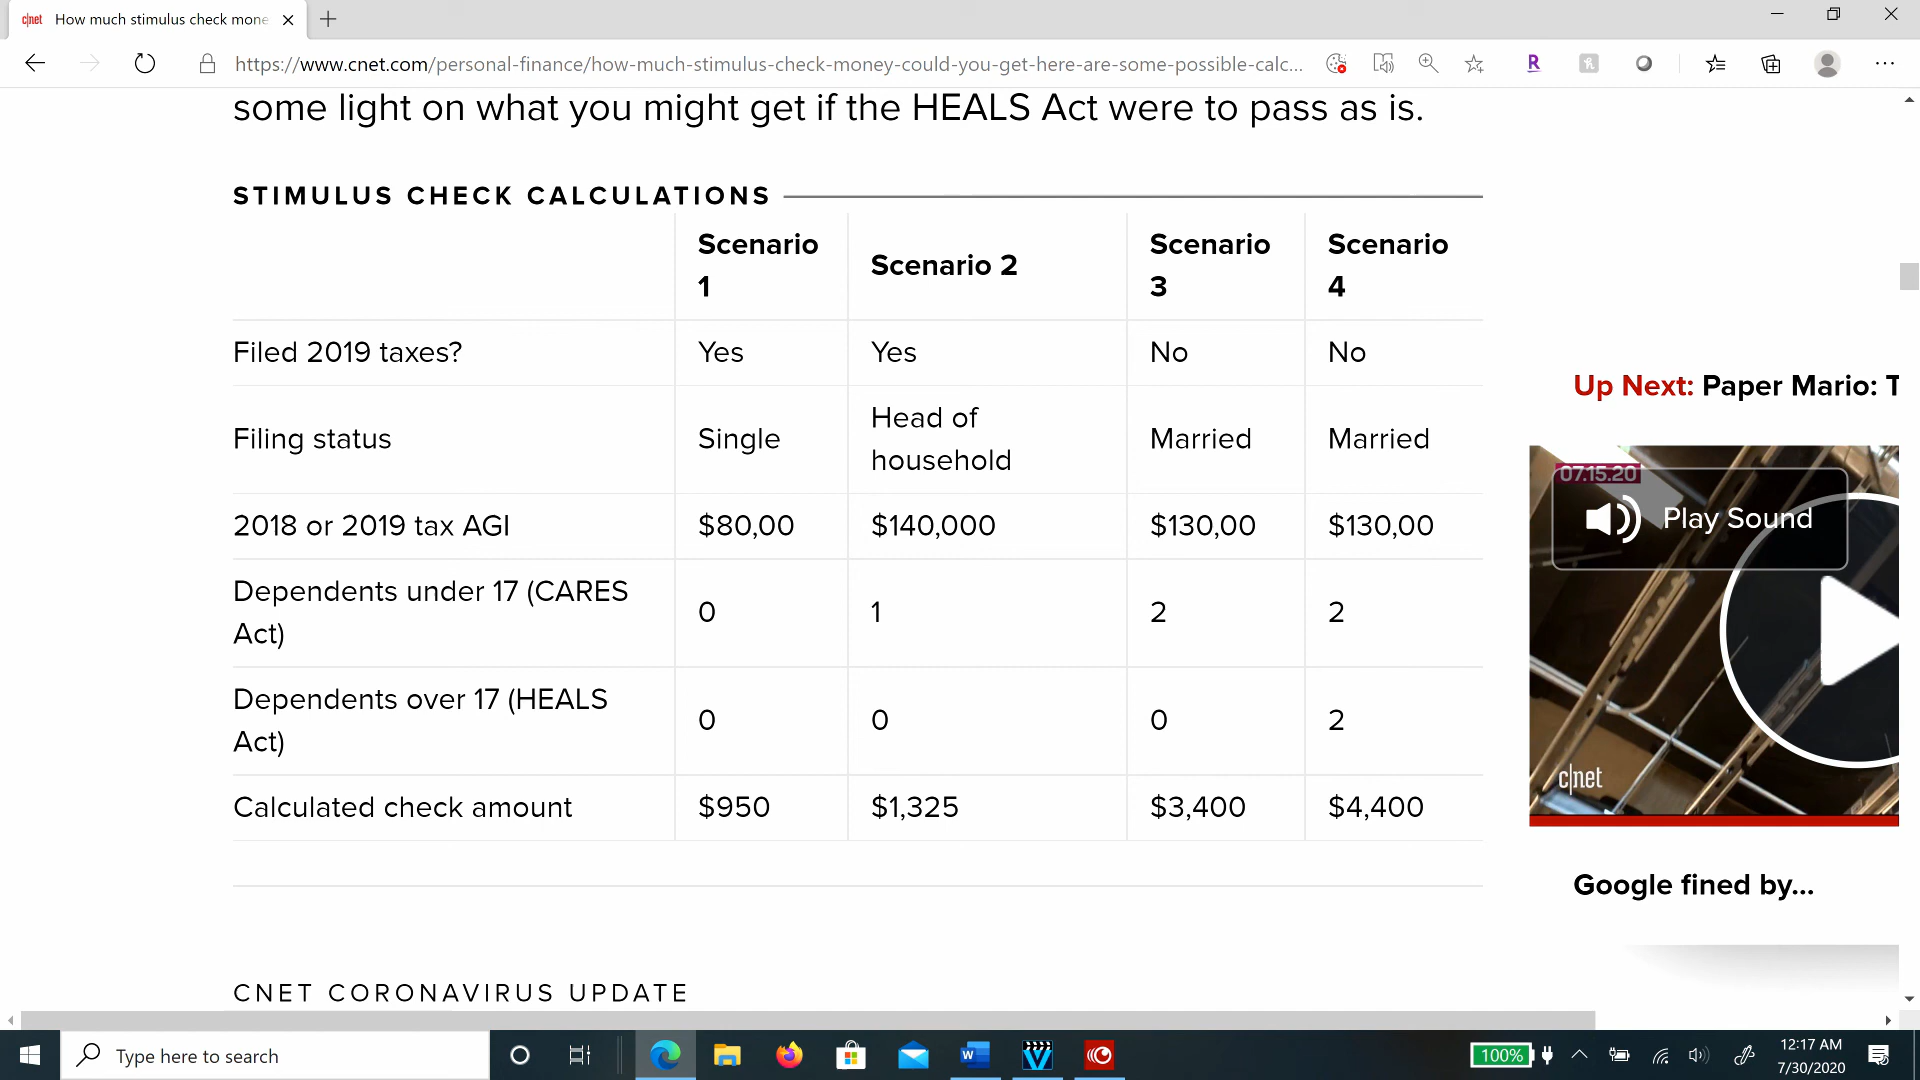 c|net How much stimulus check mone
https://www.cnet.com/personal-finance/how-much-stimulus-check-money-could-you-get-here-are-some-possible-calc...
some light on what you might get if the HEALS Act were to pass as is.
STIMULUS CHECK CALCULATIONS
Scenario 1 Scenario 2 Scenario 3 Scenario 4
Filed 2019 taxes? Yes Yes No No
Filing status Single Head of household Married Married
2018 or 2019 tax AGI $80,00 $140,000 $130,00 $130,00
Dependents under 17 (CARES Act) 0 1 2 2
Dependents over 17 (HEALS Act) 0 0 0 2
Calculated check amount $950 $1,325 $3,400 $4,400
CNET CORONAVIRUS UPDATE
Up Next: Paper Mario: T
07.15.20
Play Sound
c|net
Google fined by...
Type here to search
100%
12:17 AM
7/30/2020